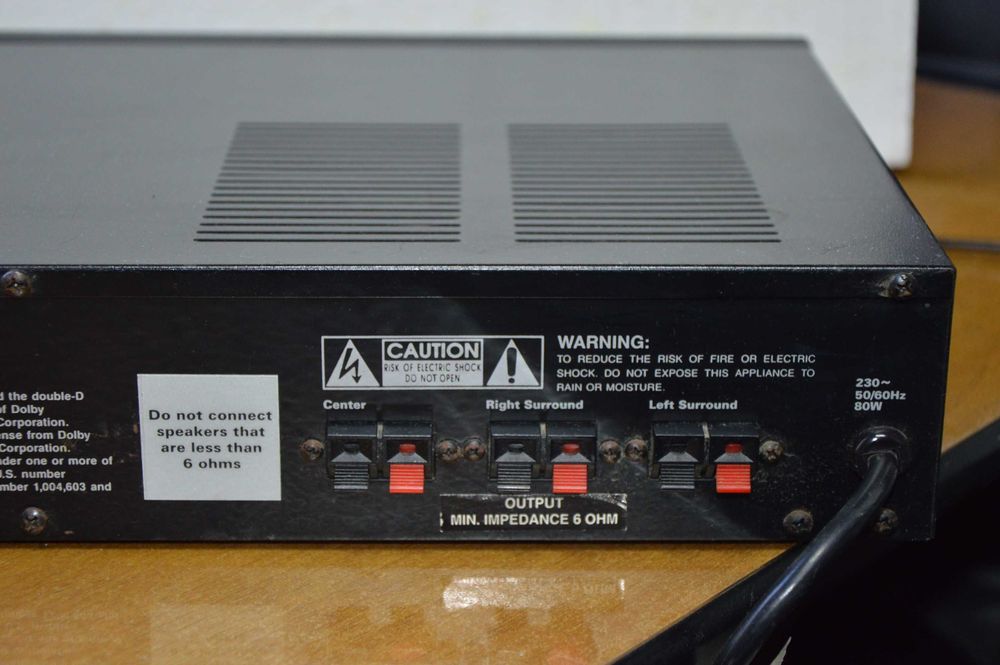 d the double-D
of Dolby
Corporation.
ense from Dolby
Corporation.
nder one or more of
U.S. number
mber 1,004,603 and
Do not connect
speakers that
are less than
6 ohms
CAUTION
RISK OF ELECTRIC SHOCK
DO NOT OPEN
WARNING:
TO REDUCE THE RISK OF FIRE OR ELECTRIC
SHOCK. DO NOT EXPOSE THIS APPLIANCE TO
RAIN OR MOISTURE.
Center
Right Surround
Left Surround
230~
50/60Hz
80W
OUTPUT
MIN. IMPEDANCE 6 OHM